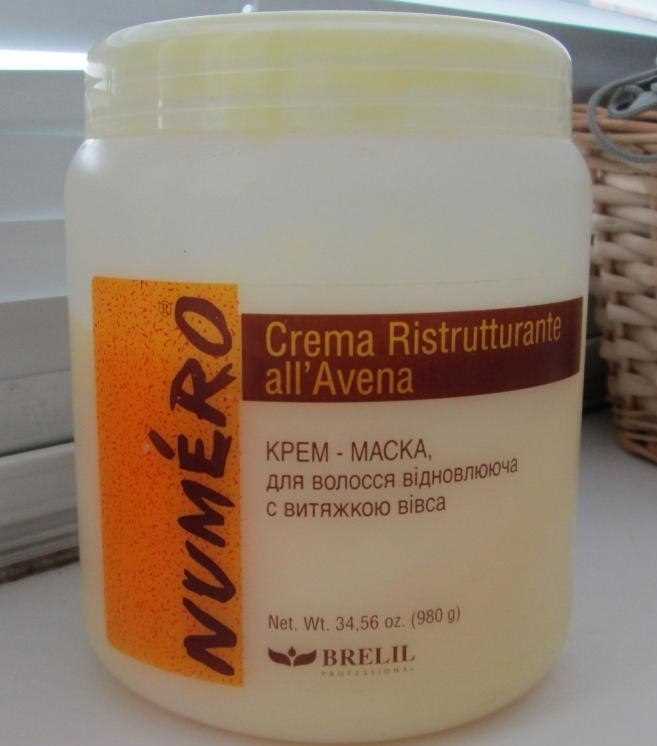 NUMÉRO
®
Crema Ristrutturante
all'Avena
КРЕМ - МАСКА,
для волосся відновлююча
с витяжкою вівса
Net. Wt. 34,56 oz. (980 g)
BRELIL
PROFESSIONAL